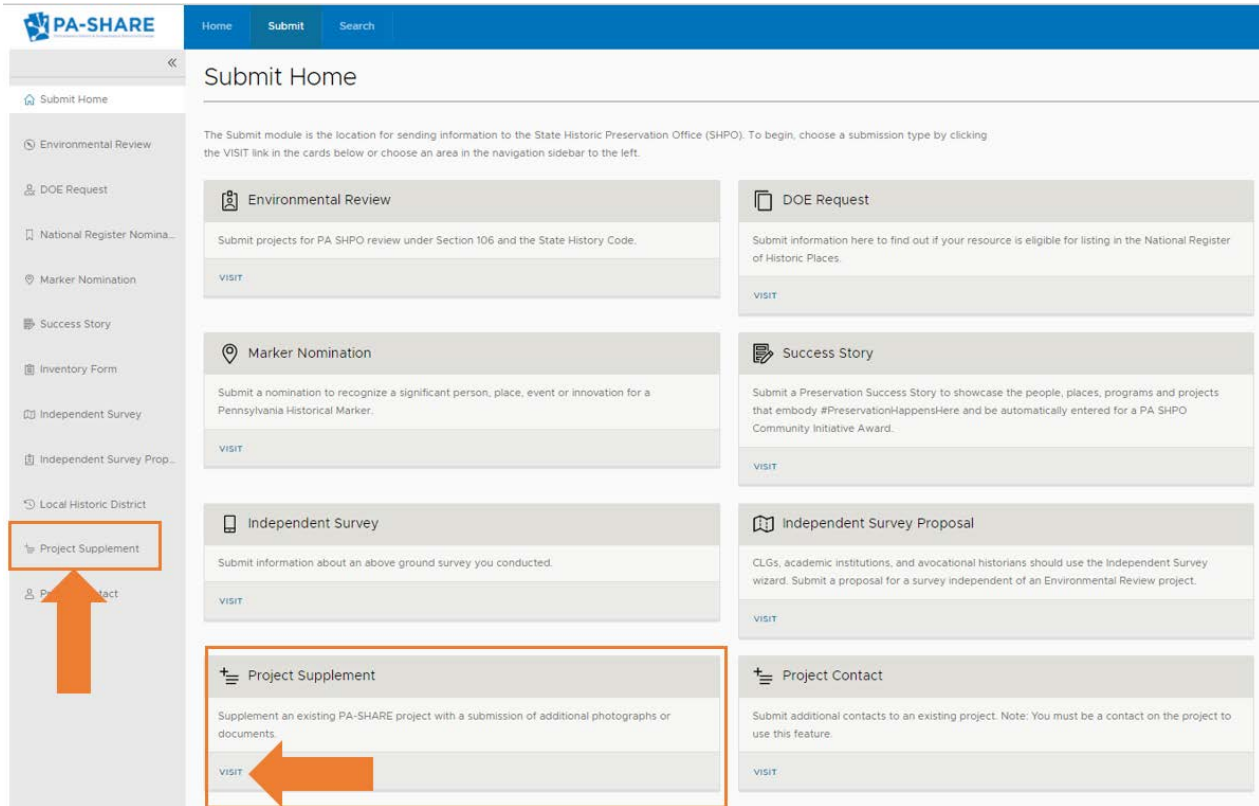 PA-SHARE
Home Submit Search
«
Submit Home
Environmental Review
DOE Request
National Register Nomina...
Marker Nomination
Success Story
Inventory Form
Independent Survey
Independent Survey Prop...
Local Historic District
Project Supplement
Submit Home
The Submit module is the location for sending information to the State Historic Preservation Office (SHPO). To begin, choose a submission type by clicking
the VISIT link in the cards below or choose an area in the navigation sidebar to the left.
Environmental Review
Submit projects for PA SHPO review under Section 106 and the State History Code.
VISIT
DOE Request
Submit information here to find out if your resource is eligible for listing in the National Register
of Historic Places.
VISIT
Marker Nomination
Submit a nomination to recognize a significant person, place, event or innovation for a
Pennsylvania Historical Marker.
VISIT
Success Story
Submit a Preservation Success Story to showcase the people, places, programs and projects
that embody #PreservationHappensHere and be automatically entered for a PA SHPO
Community Initiative Award.
VISIT
Independent Survey
Submit information about an above ground survey you conducted.
VISIT
Independent Survey Proposal
CLGs, academic institutions, and avocational historians should use the Independent Survey
wizard. Submit a proposal for a survey independent of an Environmental Review project.
VISIT
Project Supplement
Supplement an existing PA-SHARE project with a submission of additional photographs or
documents.
VISIT
Project Contact
Submit additional contacts to an existing project. Note: You must be a contact on the project to
use this feature.
VISIT